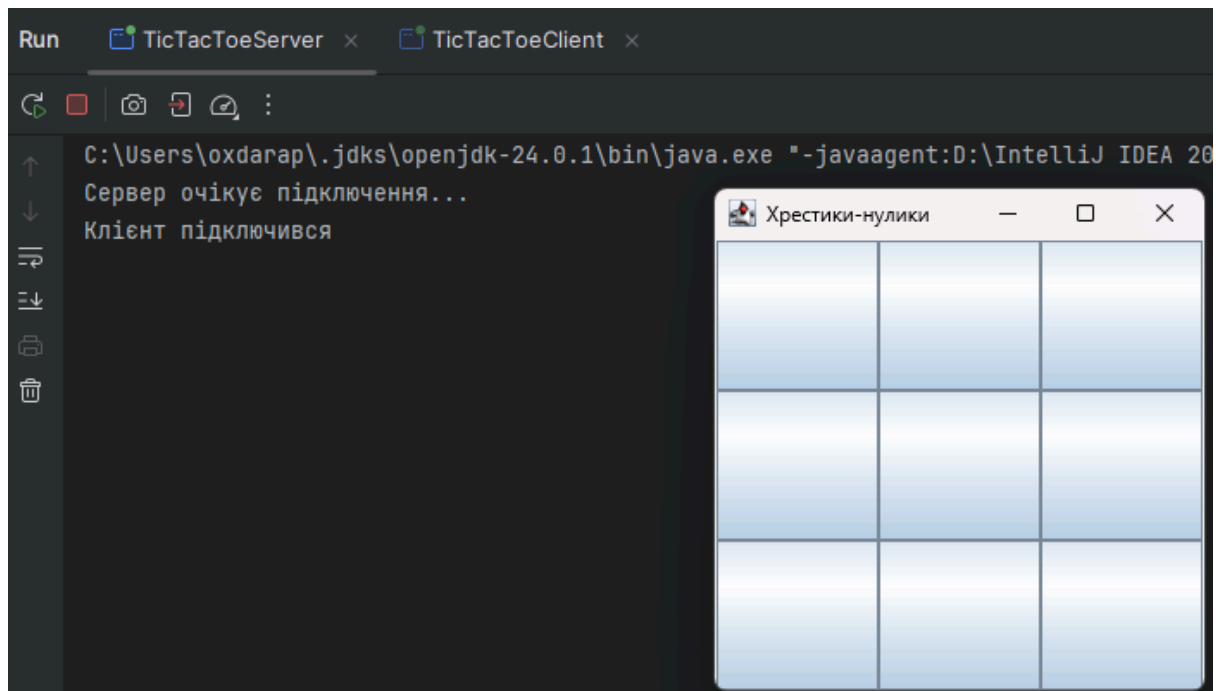 Run TicTacToeServer TicTacToeClient
C:\Users\oxdarap\.jdks\openjdk-24.0.1\bin\java.exe "-javaagent:D:\IntelliJ IDEA 20
Сервер очікує підключення...
Клієнт підключився
Хрестики-нулики